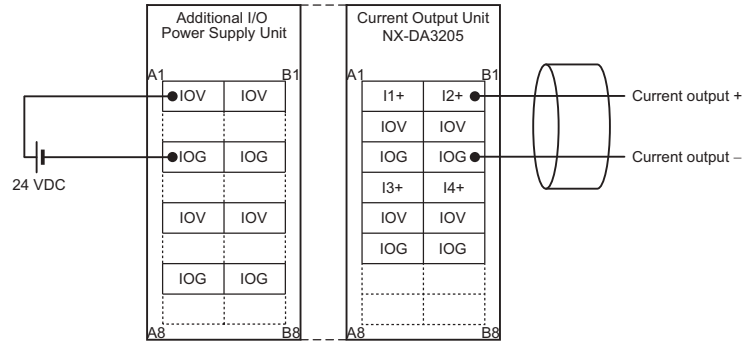 Additional I/O
Power Supply Unit
Current Output Unit
NX-DA3205
A1 B1 A1 B1
IOV IOV I1+ I2+ Current output +
IOV IOV
IOG IOG IOG IOG Current output −
24 VDC
I3+ I4+
IOV IOV IOV IOV
IOG IOG
IOG IOG
A8 B8 A8 B8